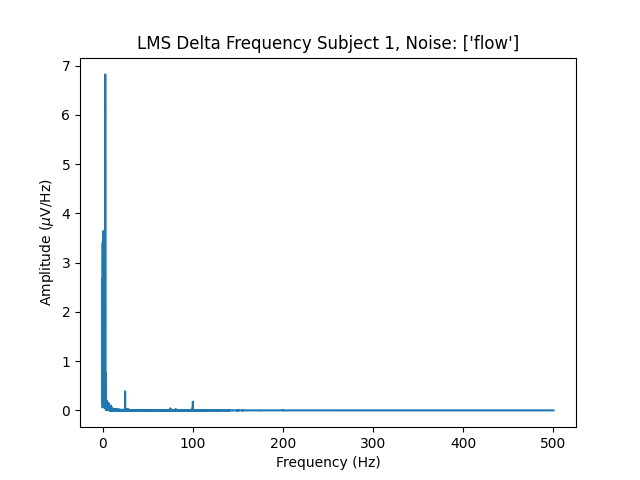 LMS Delta Frequency Subject 1, Noise: ['flow']
7
6
5
4
3
2
1
0
Amplitude (μV/Hz)
0 100 200 300 400 500
Frequency (Hz)